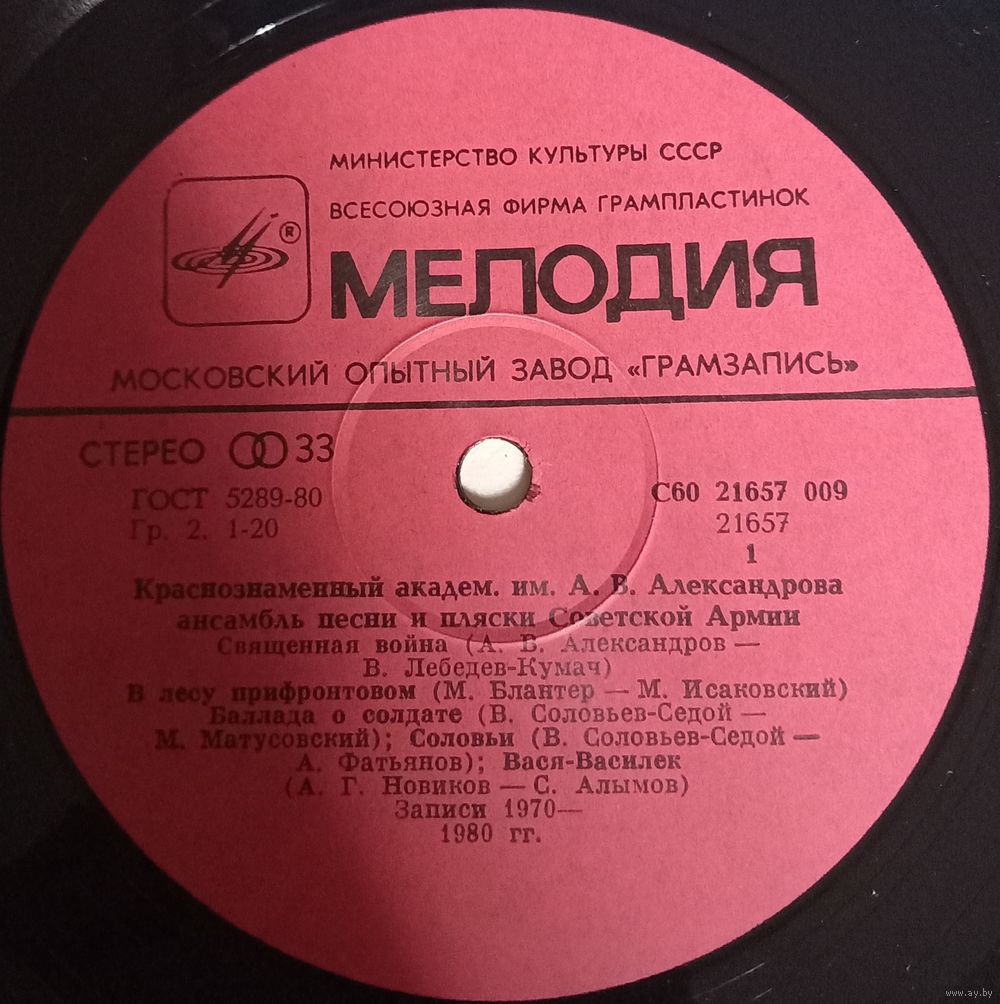 МИНИСТЕРСТВО КУЛЬТУРЫ СССР
ВСЕСОЮЗНАЯ ФИРМА ГРАМПЛАСТИНОК
®
МЕЛОДИЯ
МОСКОВСКИЙ ОПЫТНЫЙ ЗАВОД «ГРАМЗАПИСЬ»
СТЕРЕО 33
ГОСТ 5289-80
Гр. 2. 1-20
С60 21657 009
21657
1
Краснознаменный академ. им. А. В. Александрова
ансамбль песни и пляски Советской Армии
Священная война (А. В. Александров —
В. Лебедев-Кумач)
В лесу прифронтовом (М. Блантер — М. Исаковский)
Баллада о солдате (В. Соловьев-Седой —
М. Матусовский); Соловьи (В. Соловьев-Седой —
А. Фатьянов); Вася-Василек
(А. Г. Новиков — С. Алымов)
Записи 1970—
1980 гг.
www.ay.by